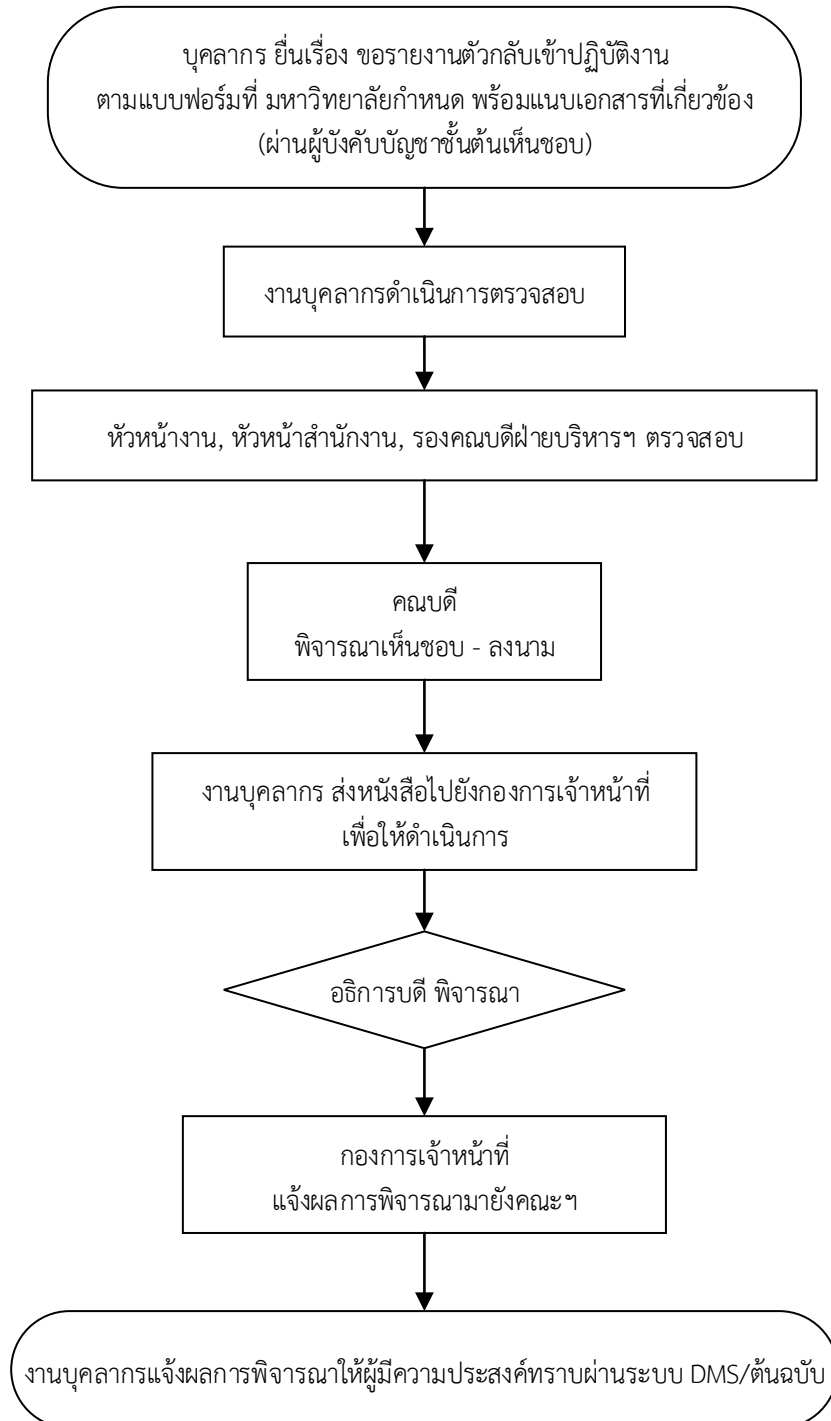 บุคลากร ยื่นเรื่อง ขอรายงานตัวกลับเข้าปฏิบัติงาน
ตามแบบฟอร์มที่ มหาวิทยาลัยกำหนด พร้อมแนบเอกสารที่เกี่ยวข้อง
(ผ่านผู้บังคับบัญชาชั้นต้นเห็นชอบ)
งานบุคลากรดำเนินการตรวจสอบ
หัวหน้างาน, หัวหน้าสำนักงาน, รองคณบดีฝ่ายบริหารฯ ตรวจสอบ
คณบดี
พิจารณาเห็นชอบ - ลงนาม
งานบุคลากร ส่งหนังสือไปยังกองการเจ้าหน้าที่
เพื่อให้ดำเนินการ
อธิการบดี พิจารณา
กองการเจ้าหน้าที่
แจ้งผลการพิจารณามายังคณะฯ
งานบุคลากรแจ้งผลการพิจารณาให้ผู้มีความประสงค์ทราบผ่านระบบ DMS/ต้นฉบับ